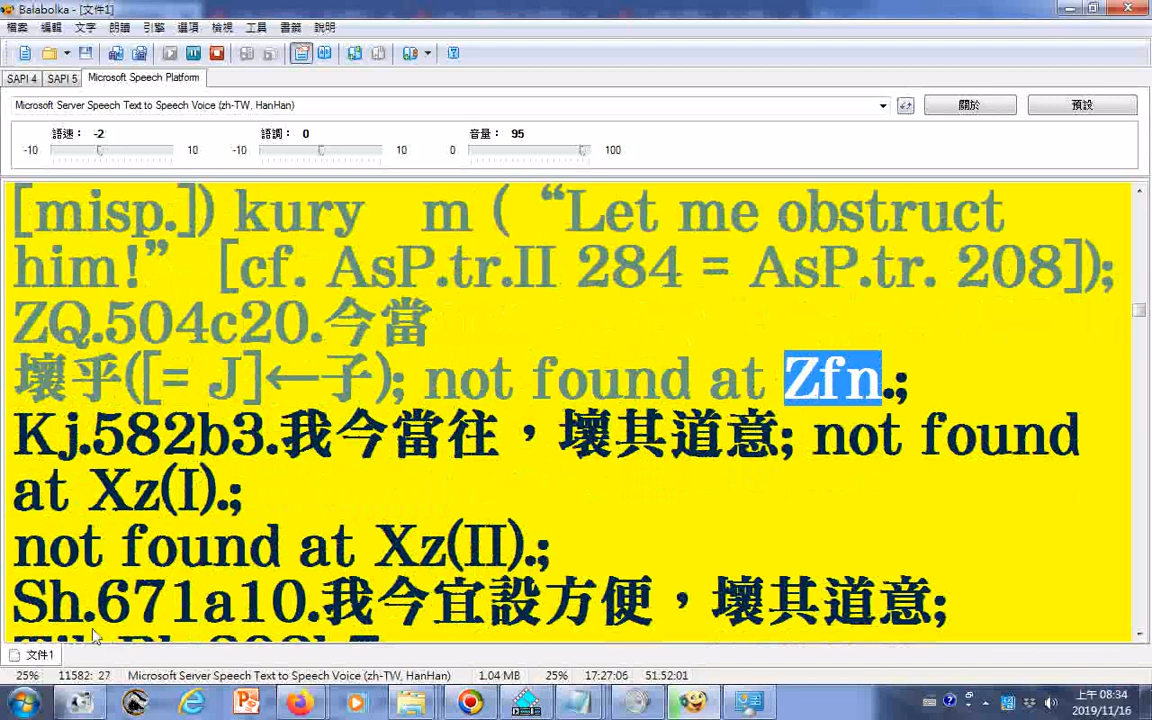 Balabolka - [文件1]
檔案 編輯 文字 朗讀 引擎 選項 檢視 工具 書籤 說明
SAPI 4 SAPI 5 Microsoft Speech Platform
Microsoft Server Speech Text to Speech Voice (zh-TW, HanHan) 關於 預設
語速： -2 語調： 0 音量： 95
-10 10 -10 10 0 100
[misp.]) kury m ( “Let me obstruct
him!” [cf. AsP.tr.II 284 = AsP.tr. 208]);
ZQ.504c20.今當
壞乎([= J]←子); not found at Zfn.;
Kj.582b3.我今當往，壞其道意; not found
at Xz(I).;
not found at Xz(II).;
Sh.671a10.我今宜設方便，壞其道意;
文件1
25% 11582: 27 Microsoft Server Speech Text to Speech Voice (zh-TW, HanHan) 1.04 MB 25% 17:27:06 51:52:01
上午 08:34
2019/11/16